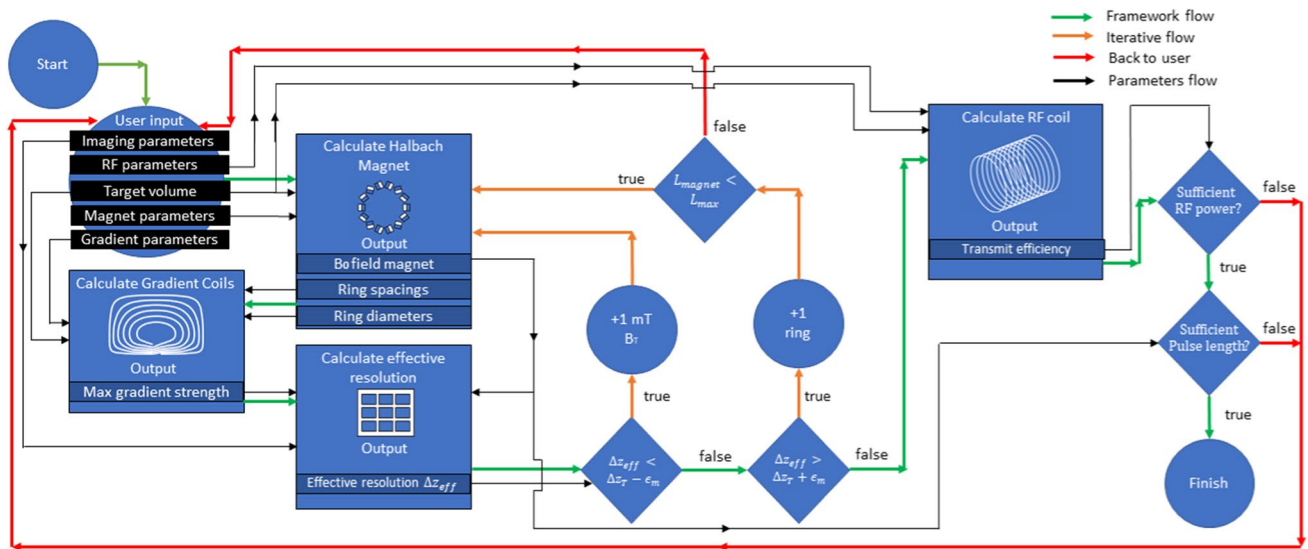 Start
Framework flow
Iterative flow
Back to user
Parameters flow
User input
Imaging parameters
RF parameters
Target volume
Magnet parameters
Gradient parameters
Calculate Halbach
Magnet
Output
B₀ field magnet
Ring spacings
Ring diameters
Calculate Gradient Coils
Output
Max gradient strength
Calculate effective
resolution
Output
Effective resolution Δz_eff
+1 mT
B_T
+1
ring
true
true
Δz_eff <
Δz_T − ϵ_m
false
Δz_eff >
Δz_T + ϵ_m
false
true
L_magnet <
L_max
false
Calculate RF coil
Output
Transmit efficiency
Sufficient
RF power?
false
true
Sufficient
Pulse length?
false
true
Finish